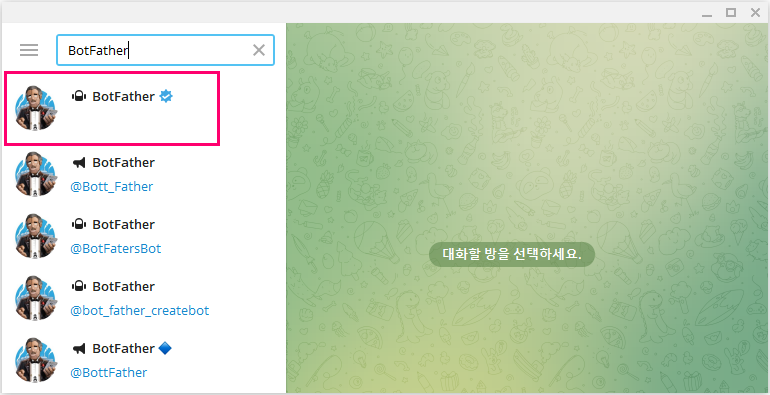 BotFather
BotFather
BotFather
@Bott_Father
BotFather
@BotFatersBot
BotFather
@bot_father_createbot
BotFather
@BottFather
대화할 방을 선택하세요.